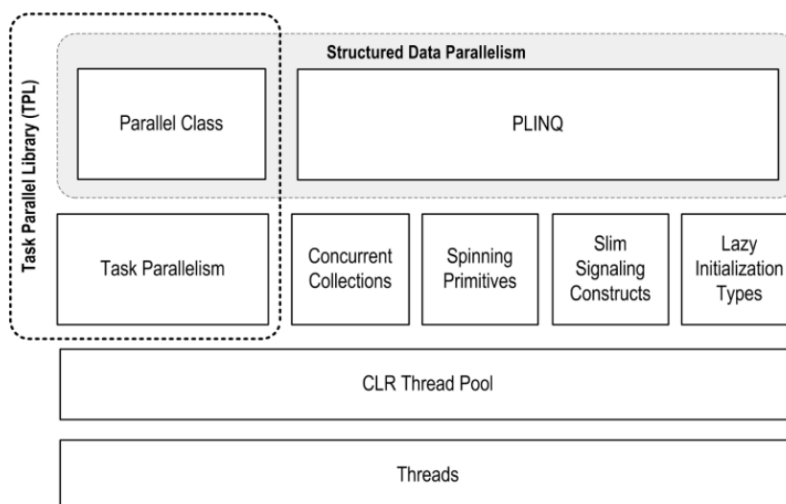 Structured Data Parallelism
Task Parallel Library (TPL)
Parallel Class
PLINQ
Task Parallelism
Concurrent
Collections
Spinning
Primitives
Slim
Signaling
Constructs
Lazy
Initialization
Types
CLR Thread Pool
Threads